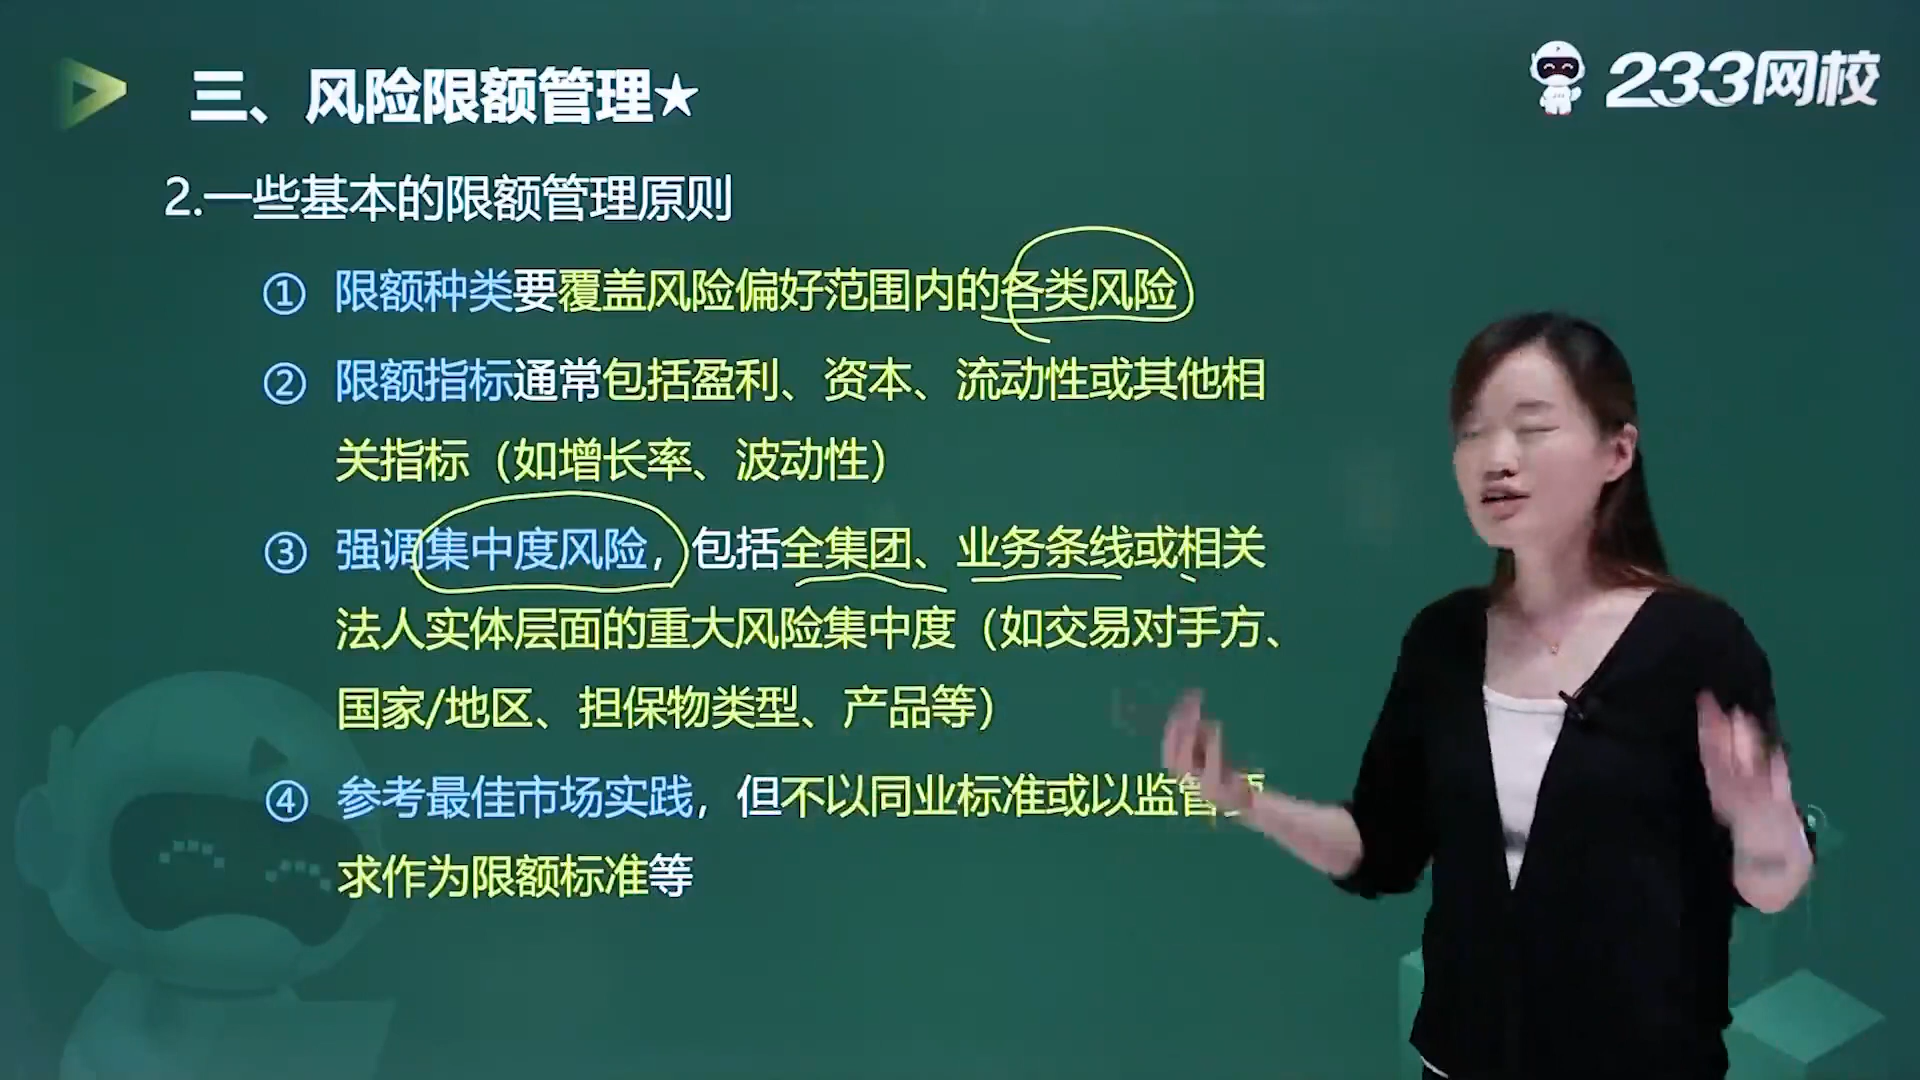 三、风险限额管理★
233网校
2.一些基本的限额管理原则
① 限额种类要覆盖风险偏好范围内的各类风险
② 限额指标通常包括盈利、资本、流动性或其他相
关指标（如增长率、波动性）
③ 强调集中度风险，包括全集团、业务条线或相关
法人实体层面的重大风险集中度（如交易对手方、
国家/地区、担保物类型、产品等）
④ 参考最佳市场实践，但不以同业标准或以监管要
求作为限额标准等